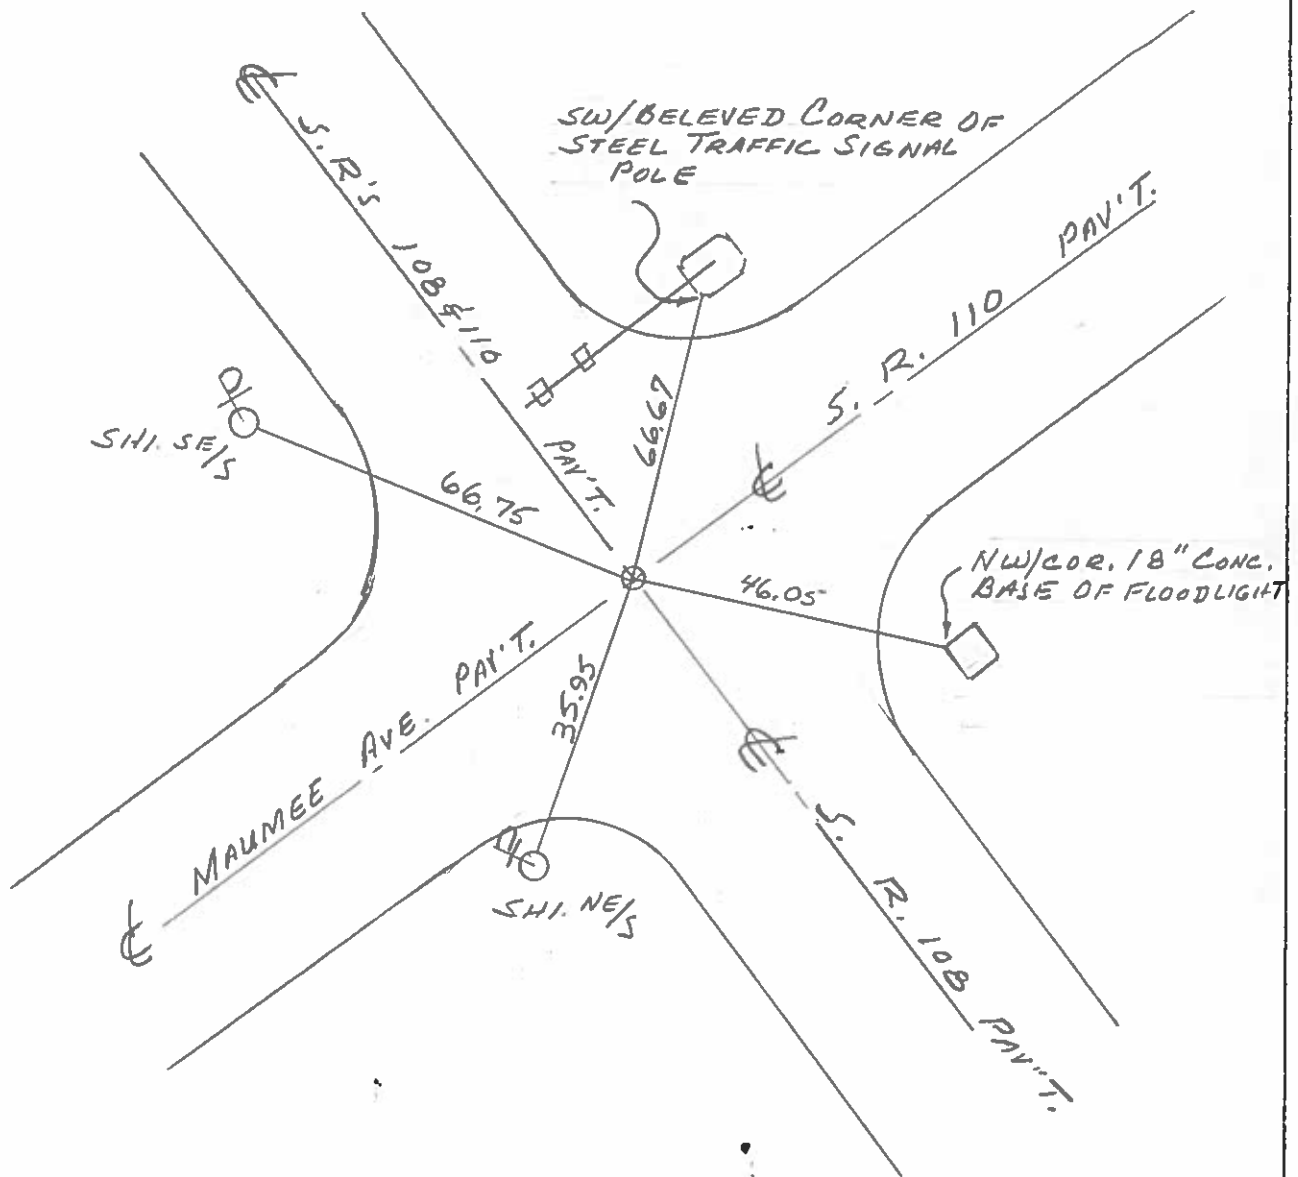 SW/BELEVED CORNER OF
STEEL TRAFFIC SIGNAL
POLE
S. R's 108 & 110
PAV'T.
S. R. 110 PAV'T.
66.67
SHI. SE/S
66.75
46.05
NW/COR. 18" CONC.
BASE OF FLOODLIGHT
35.95
MAUMEE AVE. PAV'T.
SHI. NE/S
S. R. 108 PAV'T.